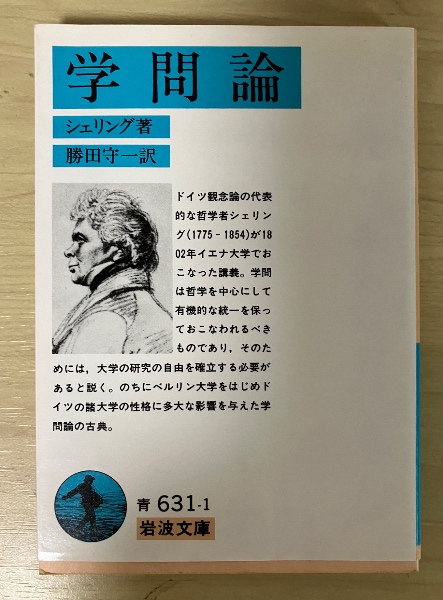 学問論
シェリング著
勝田守一訳
ドイツ観念論の代表
的な哲学者シェリン
グ(1775‐1854)が18
02年イエナ大学でお
こなった講義。学問
は哲学を中心にして
有機的な統一を保っ
ておこなわれるべき
ものであり，そのた
めには，大学の研究の自由を確立する必要が
あると説く。のちにベルリン大学をはじめド
イツの諸大学の性格に多大な影響を与えた学
問論の古典。
青 631-1
岩波文庫